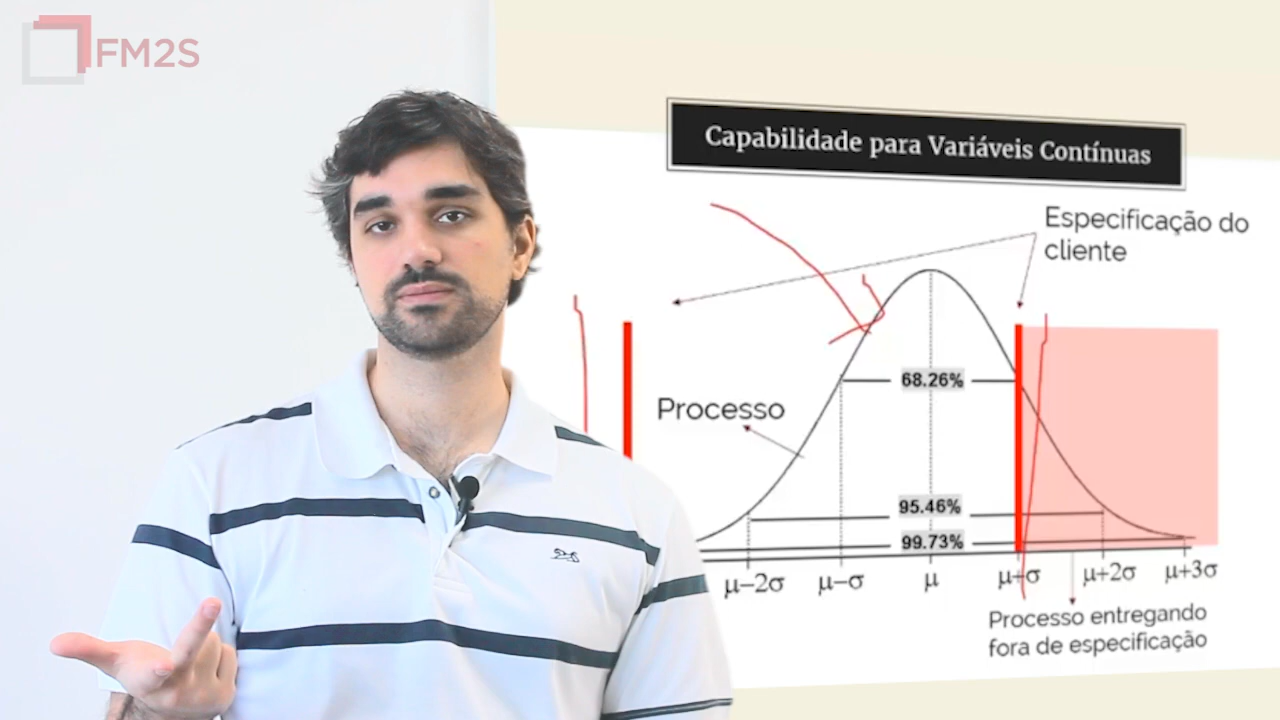 FM2S
Capabilidade para Variáveis Contínuas
Especificação do
cliente
68.26%
Processo
95.46%
99.73%
μ−2σ μ−σ μ μ+σ μ+2σ μ+3σ
Processo entregando
fora de especificação